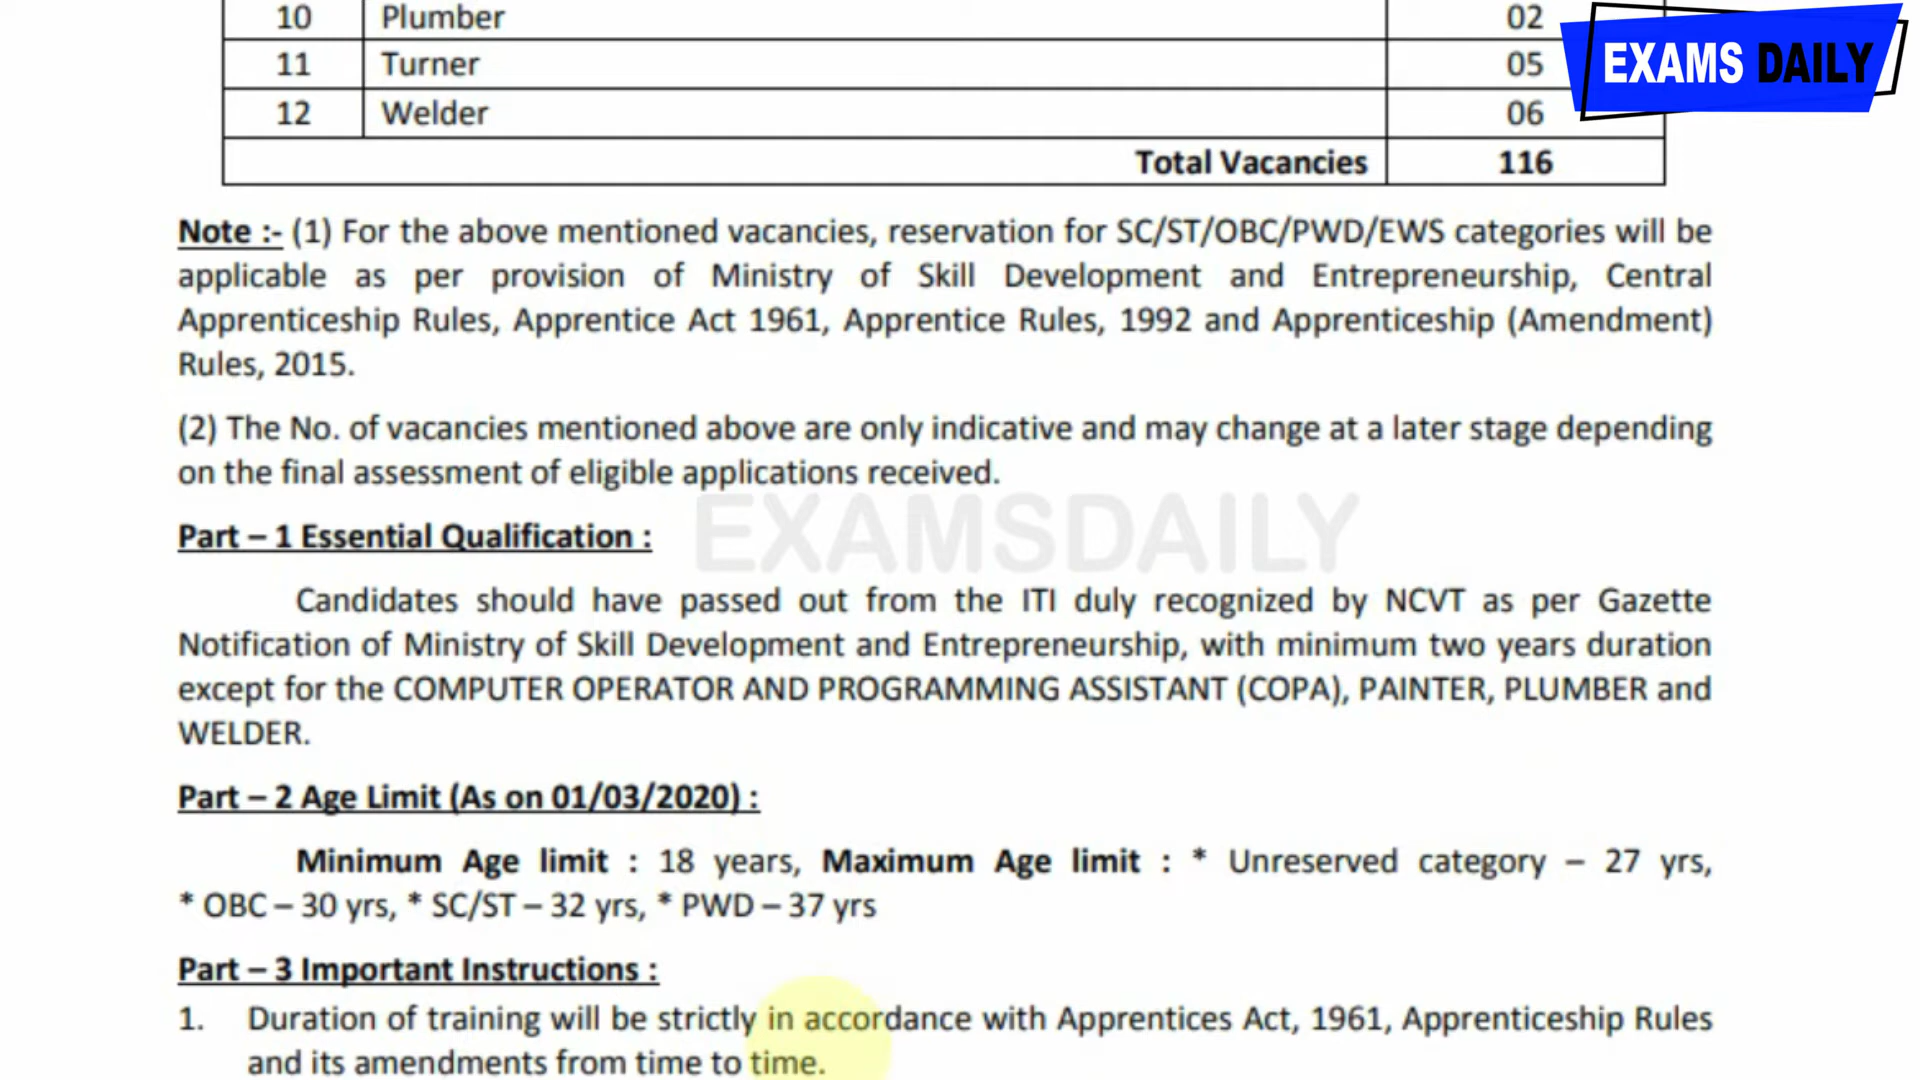 10 Plumber 02
11 Turner 05
12 Welder 06
Total Vacancies 116
EXAMS DAILY
Note :- (1) For the above mentioned vacancies, reservation for SC/ST/OBC/PWD/EWS categories will be
applicable as per provision of Ministry of Skill Development and Entrepreneurship, Central
Apprenticeship Rules, Apprentice Act 1961, Apprentice Rules, 1992 and Apprenticeship (Amendment)
Rules, 2015.
(2) The No. of vacancies mentioned above are only indicative and may change at a later stage depending
on the final assessment of eligible applications received.
EXAMSDAILY
Part – 1 Essential Qualification :
Candidates should have passed out from the ITI duly recognized by NCVT as per Gazette
Notification of Ministry of Skill Development and Entrepreneurship, with minimum two years duration
except for the COMPUTER OPERATOR AND PROGRAMMING ASSISTANT (COPA), PAINTER, PLUMBER and
WELDER.
Part – 2 Age Limit (As on 01/03/2020) :
Minimum Age limit : 18 years, Maximum Age limit : * Unreserved category – 27 yrs,
* OBC – 30 yrs, * SC/ST – 32 yrs, * PWD – 37 yrs
Part – 3 Important Instructions :
1. Duration of training will be strictly in accordance with Apprentices Act, 1961, Apprenticeship Rules
and its amendments from time to time.